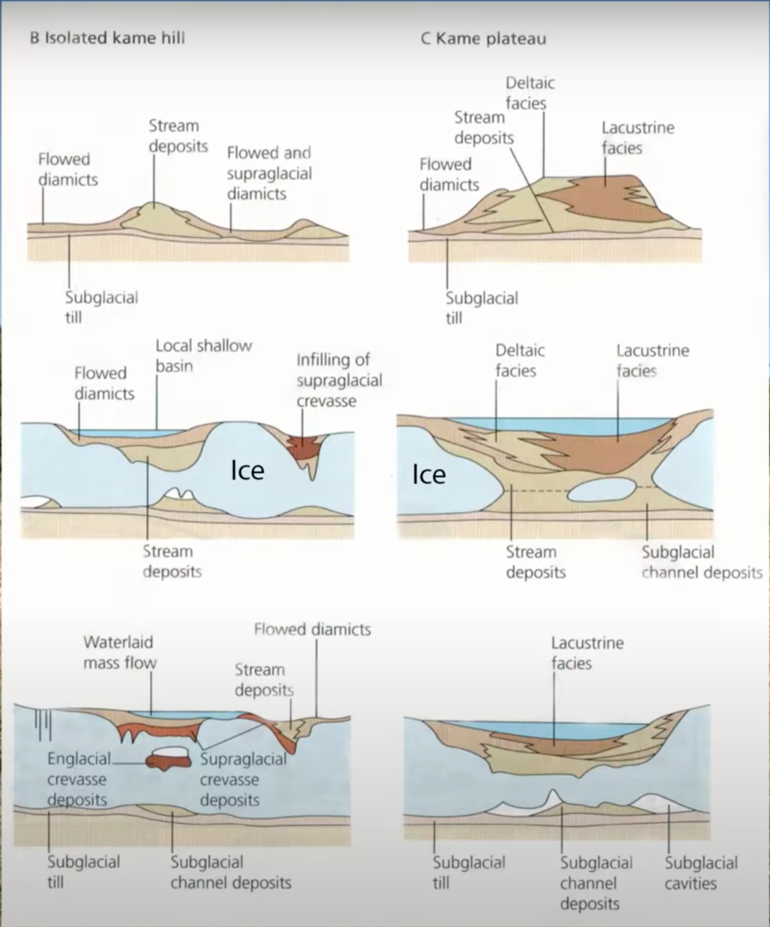 B Isolated kame hill
Flowed
diamicts
Stream
deposits
Flowed and
supraglacial
diamicts
Subglacial
till
Flowed
diamicts
Local shallow
basin
Infilling of
supraglacial
crevasse
Ice
Stream
deposits
Waterlaid
mass flow
Flowed diamicts
Stream
deposits
Englacial
crevasse
deposits
Supraglacial
crevasse
deposits
Subglacial
till
Subglacial
channel deposits
C Kame plateau
Deltaic
facies
Stream
deposits
Lacustrine
facies
Flowed
diamicts
Subglacial
till
Deltaic
facies
Lacustrine
facies
Ice
Stream
deposits
Subglacial
channel deposits
Lacustrine
facies
Subglacial
till
Subglacial
channel
deposits
Subglacial
cavities